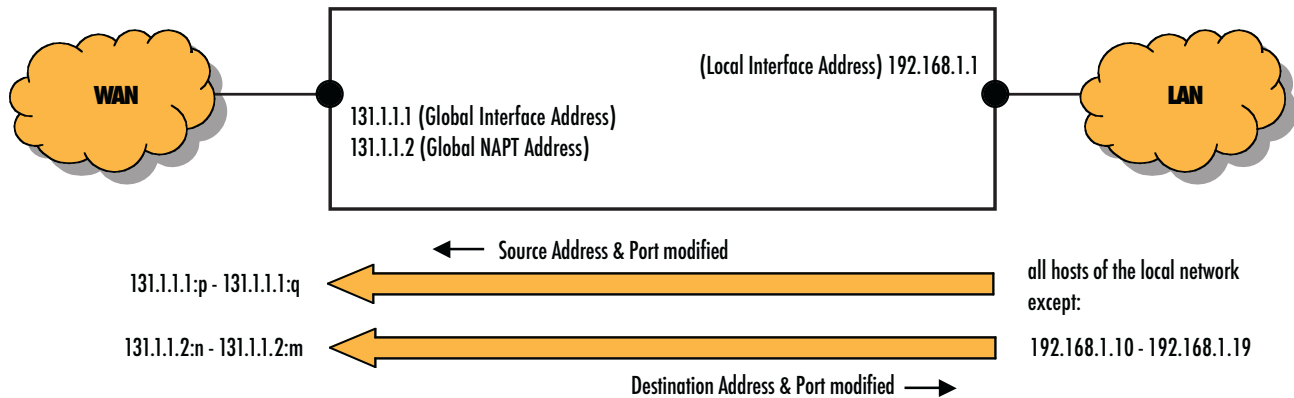 (Local Interface Address) 192.168.1.1
WAN
LAN
131.1.1.1 (Global Interface Address)
131.1.1.2 (Global NAPT Address)
Source Address & Port modified
131.1.1.1:p - 131.1.1.1:q
all hosts of the local network
except:
131.1.1.2:n - 131.1.1.2:m
192.168.1.10 - 192.168.1.19
Destination Address & Port modified